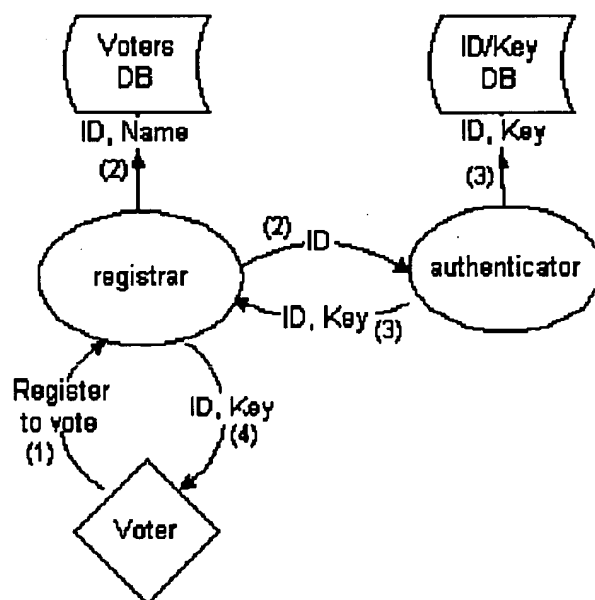 Voters
DB
ID/Key
DB
ID, Name
ID, Key
(2)
(3)
(2)
ID
registrar
authenticator
ID, Key
(3)
Register
to vote
(1)
ID, Key
(4)
Voter